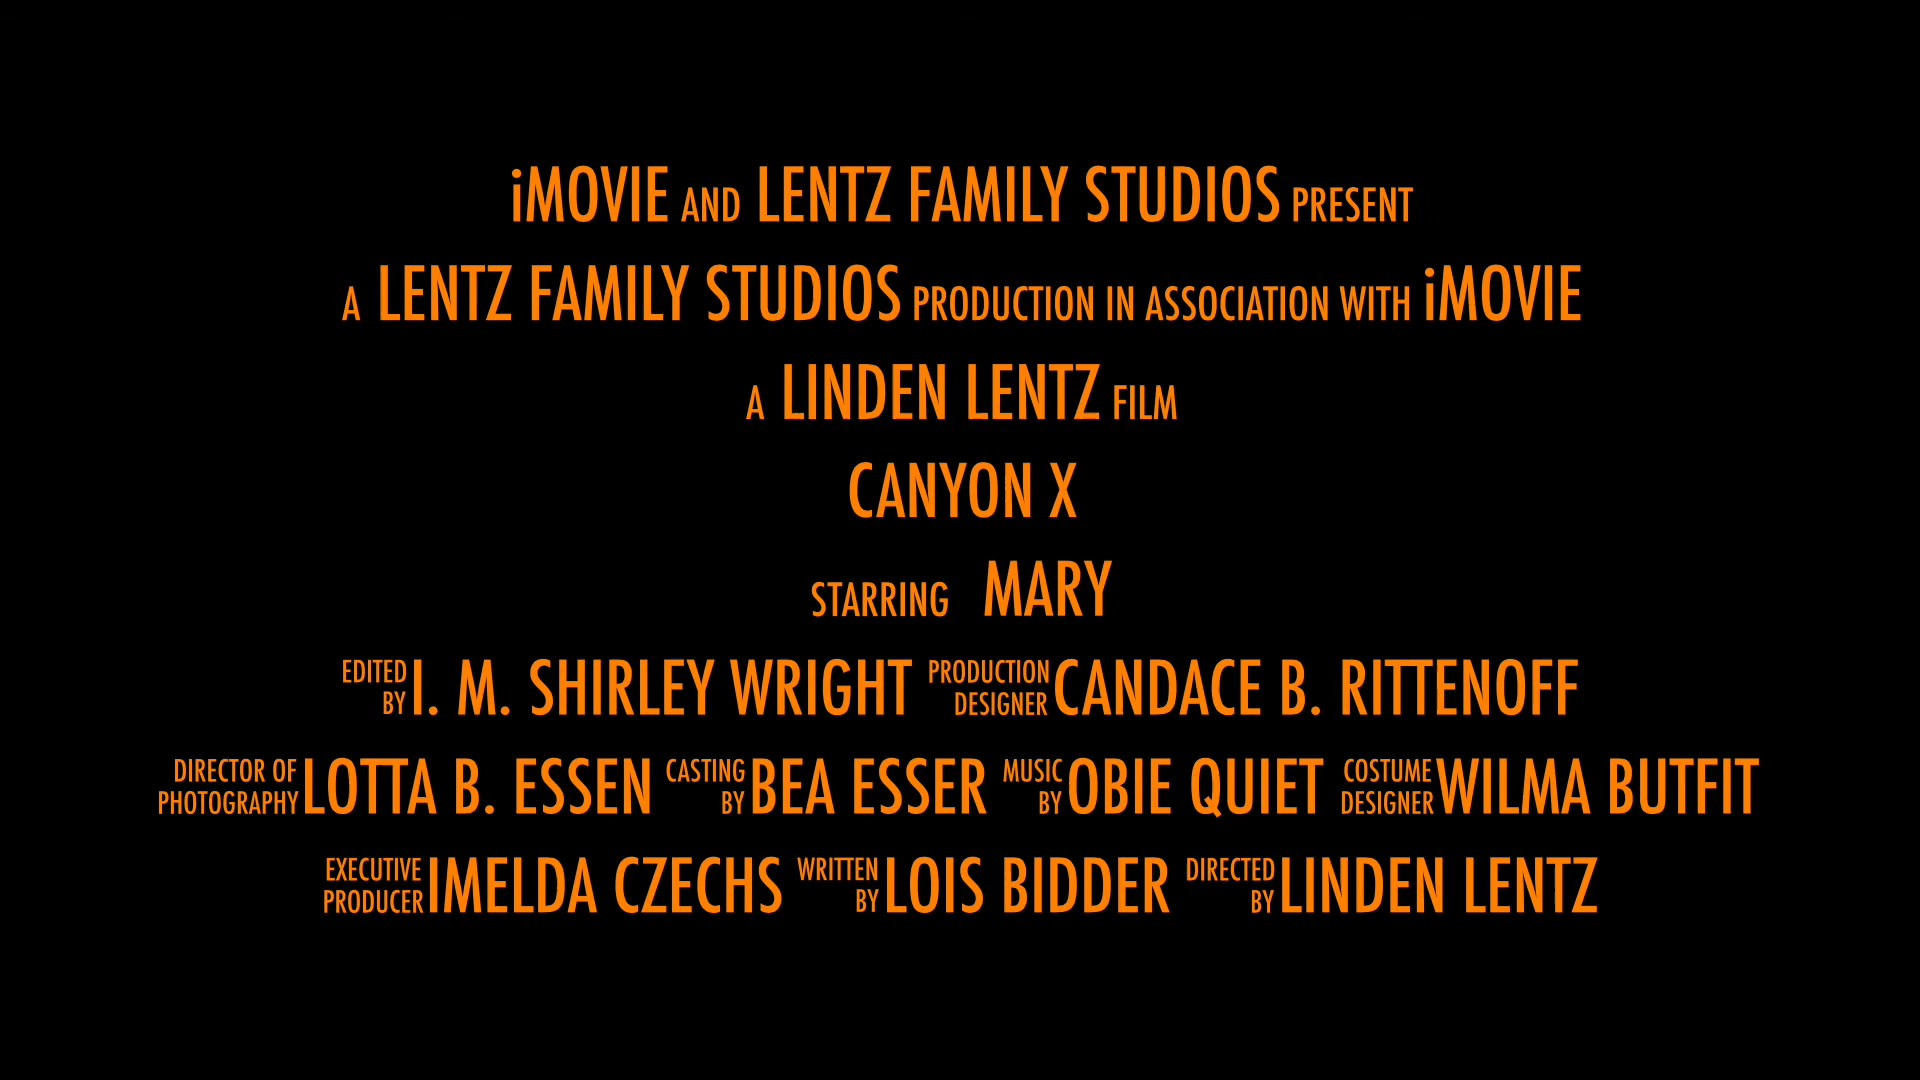 iMOVIE AND LENTZ FAMILY STUDIOS PRESENT
A LENTZ FAMILY STUDIOS PRODUCTION IN ASSOCIATION WITH iMOVIE
A LINDEN LENTZ FILM
CANYON X
STARRING MARY
EDITED BY I. M. SHIRLEY WRIGHT PRODUCTION DESIGNER CANDACE B. RITTENOFF
DIRECTOR OF PHOTOGRAPHY LOTTA B. ESSEN CASTING BY BEA ESSER MUSIC BY OBIE QUIET COSTUME DESIGNER WILMA BUTFIT
EXECUTIVE PRODUCER IMELDA CZECHS WRITTEN BY LOIS BIDDER DIRECTED BY LINDEN LENTZ